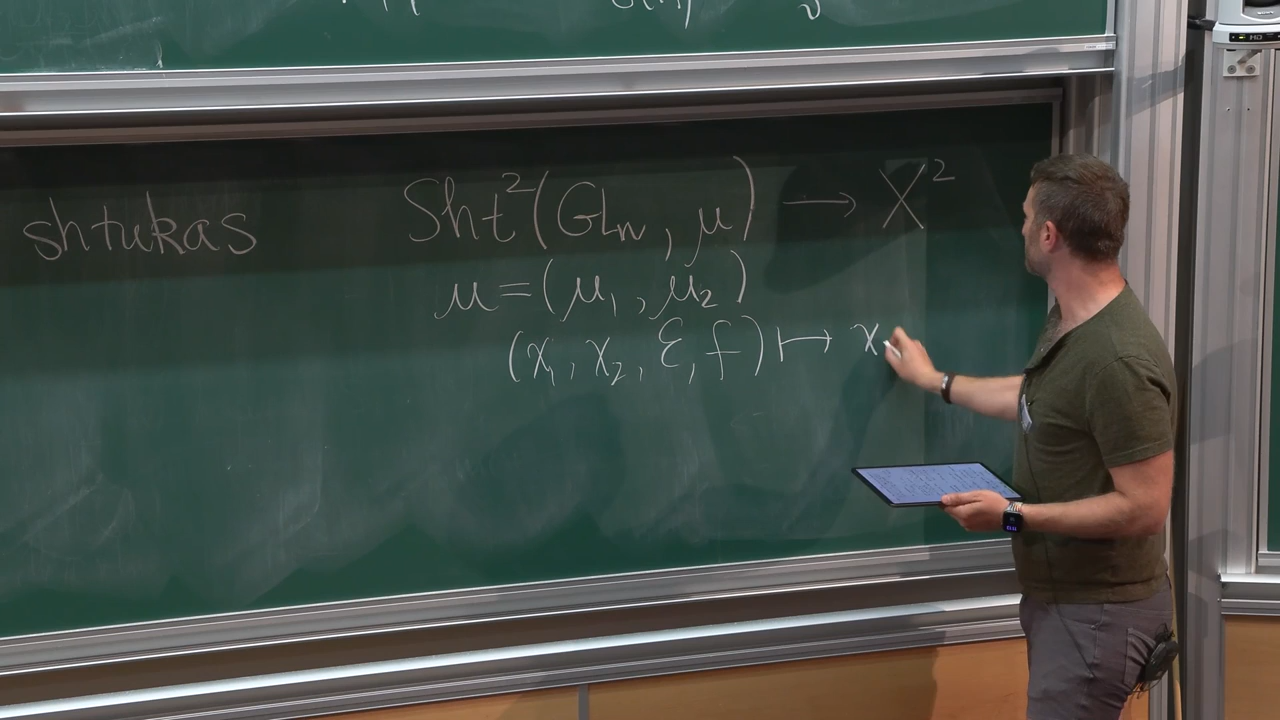 shtukas Sht²(GLₙ, μ) → X²
μ = (μ₁, μ₂)
(x₁, x₂, ℰ, f) ↦ x